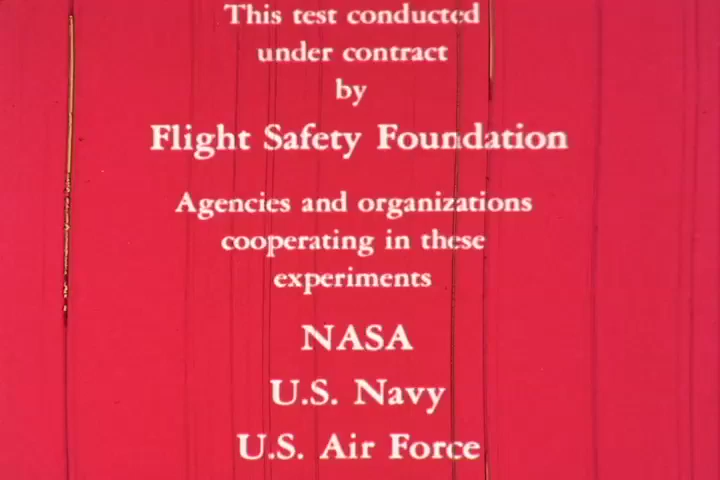 This test conducted
under contract
by
Flight Safety Foundation
Agencies and organizations
cooperating in these
experiments
NASA
U.S. Navy
U.S. Air Force